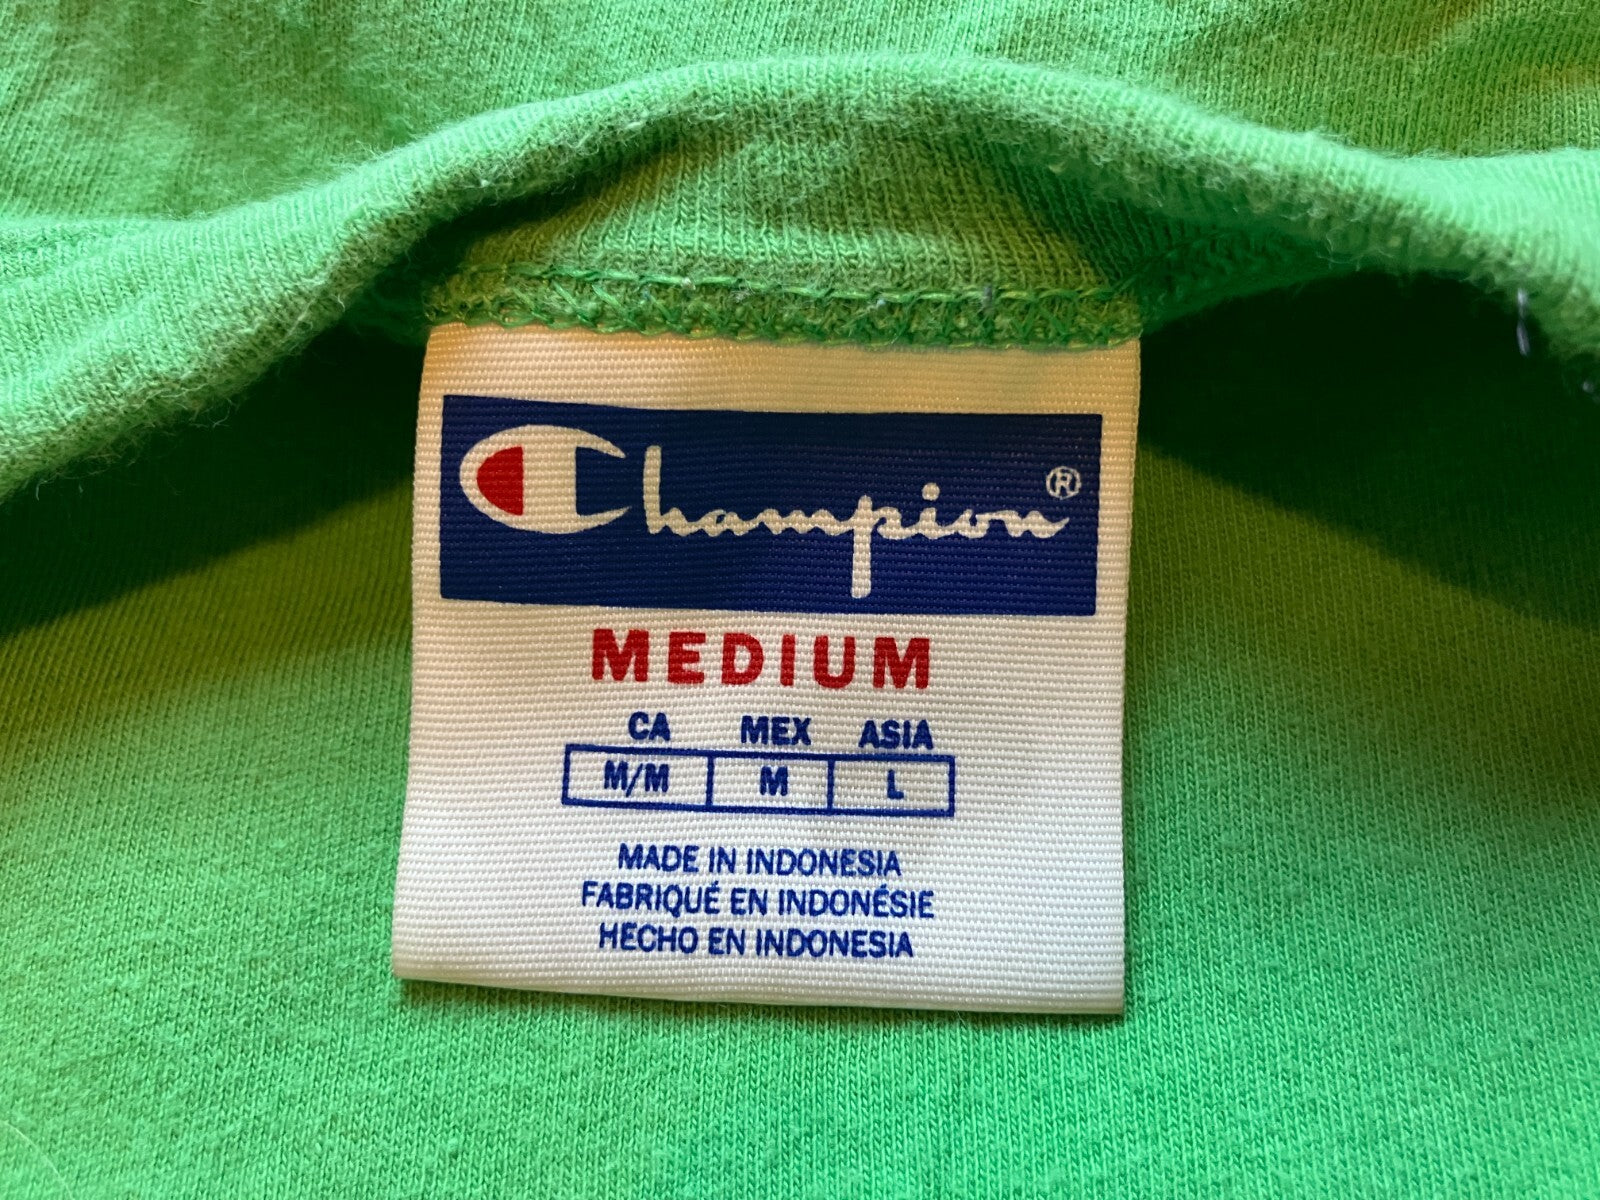 Champion®
MEDIUM
CA MEX ASIA
M/M M L
MADE IN INDONESIA
FABRIQUÉ EN INDONÉSIE
HECHO EN INDONESIA